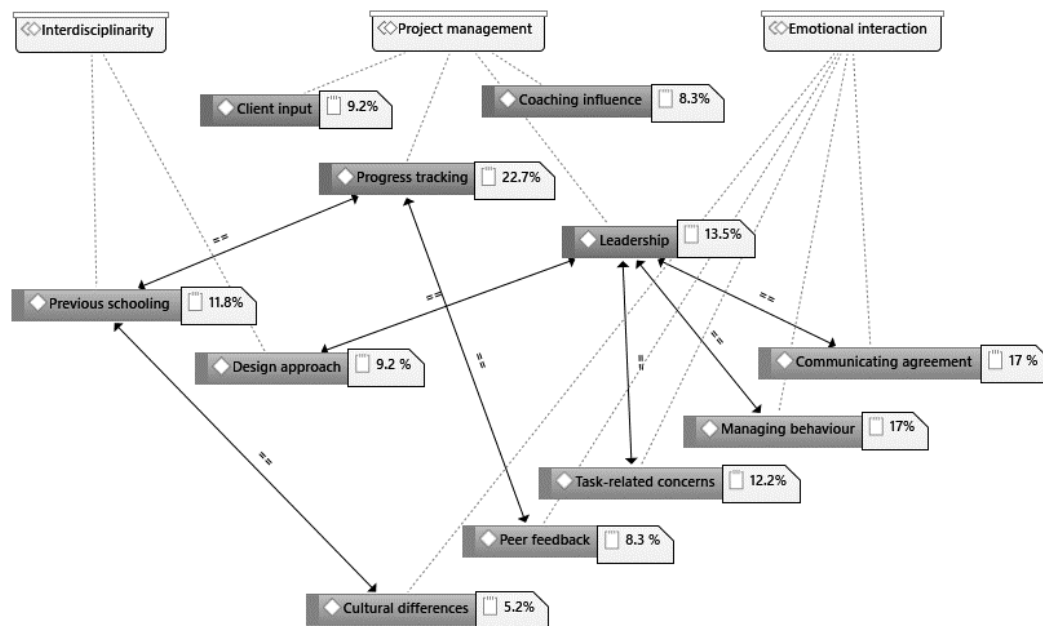 Interdisciplinarity
Project management
Emotional interaction
Client input 9.2%
Coaching influence 8.3%
Progress tracking 22.7%
Leadership 13.5%
==
Previous schooling 11.8%
==
==
==
==
==
Design approach 9.2 %
Communicating agreement 17 %
Managing behaviour 17%
==
Task-related concerns 12.2%
Peer feedback 8.3 %
Cultural differences 5.2%